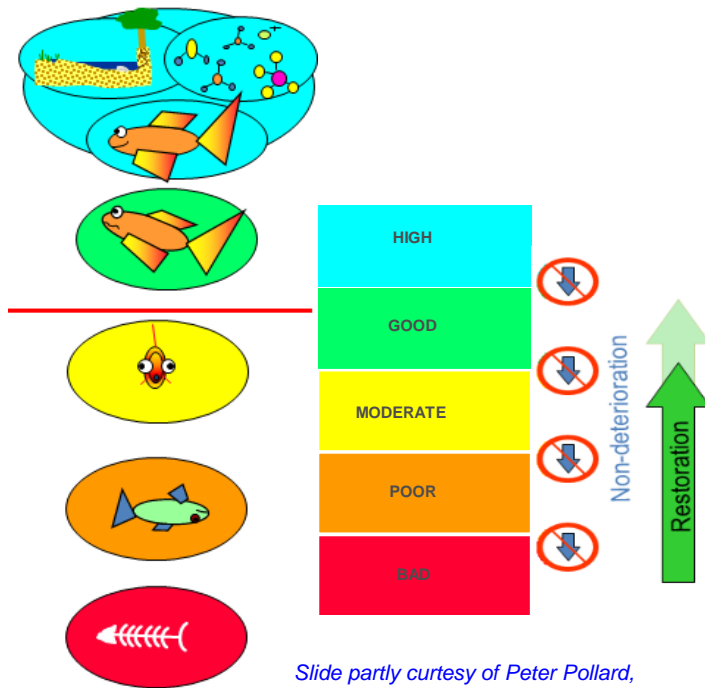 HIGH
GOOD
MODERATE
POOR
BAD
Non-deterioration
Restoration
Slide partly curtesy of Peter Pollard,